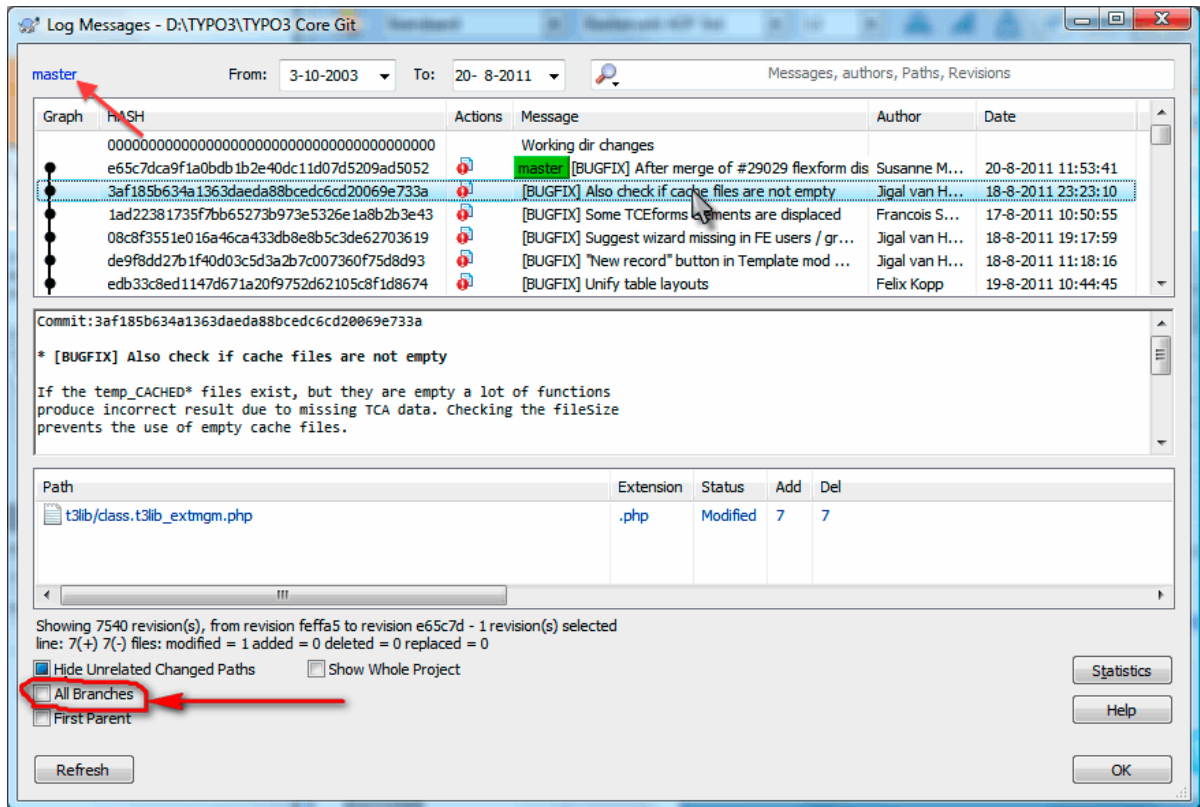 Log Messages - D:\TYPO3\TYPO3 Core Git
master From: 3-10-2003 To: 20- 8-2011 Messages, authors, Paths, Revisions
Graph HASH Actions Message Author Date
0000000000000000000000000000000000000000 Working dir changes
e65c7dca9f1a0bdb1b2e40dc11d07d5209ad5052 master [BUGFIX] After merge of #29029 flexform dis Susanne M... 20-8-2011 11:53:41
3af185b634a1363daeda88bcedc6cd20069e733a [BUGFIX] Also check if cache files are not empty Jigal van H... 18-8-2011 23:23:10
1ad22381735f7bb65273b973e5326e1a8b2b3e43 [BUGFIX] Some TCEforms elements are displaced Francois S... 17-8-2011 10:50:55
08c8f3551e016a46ca433db8e8b5c3de62703619 [BUGFIX] Suggest wizard missing in FE users / gr... Jigal van H... 18-8-2011 19:17:59
de9f8dd27b1f40d03c5d3a2b7c007360f75d8d93 [BUGFIX] "New record" button in Template mod ... Jigal van H... 18-8-2011 11:18:16
edb33c8ed1147d671a20f9752d62105c8f1d8674 [BUGFIX] Unify table layouts Felix Kopp 19-8-2011 10:44:45
Commit:3af185b634a1363daeda88bcedc6cd20069e733a
* [BUGFIX] Also check if cache files are not empty
If the temp_CACHED* files exist, but they are empty a lot of functions
produce incorrect result due to missing TCA data. Checking the fileSize
prevents the use of empty cache files.
Path Extension Status Add Del
t3lib/class.t3lib_extmgm.php .php Modified 7 7
Showing 7540 revision(s), from revision feffa5 to revision e65c7d - 1 revision(s) selected
line: 7(+) 7(-) files: modified = 1 added = 0 deleted = 0 replaced = 0
Hide Unrelated Changed Paths Show Whole Project Statistics
All Branches
First Parent Help
Refresh OK